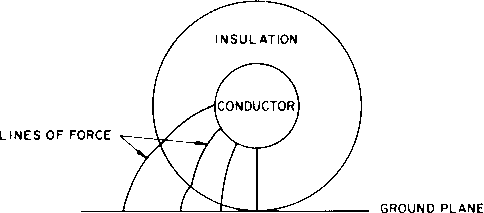 INSULATION
CONDUCTOR
LINES OF FORCE
GROUND PLANE